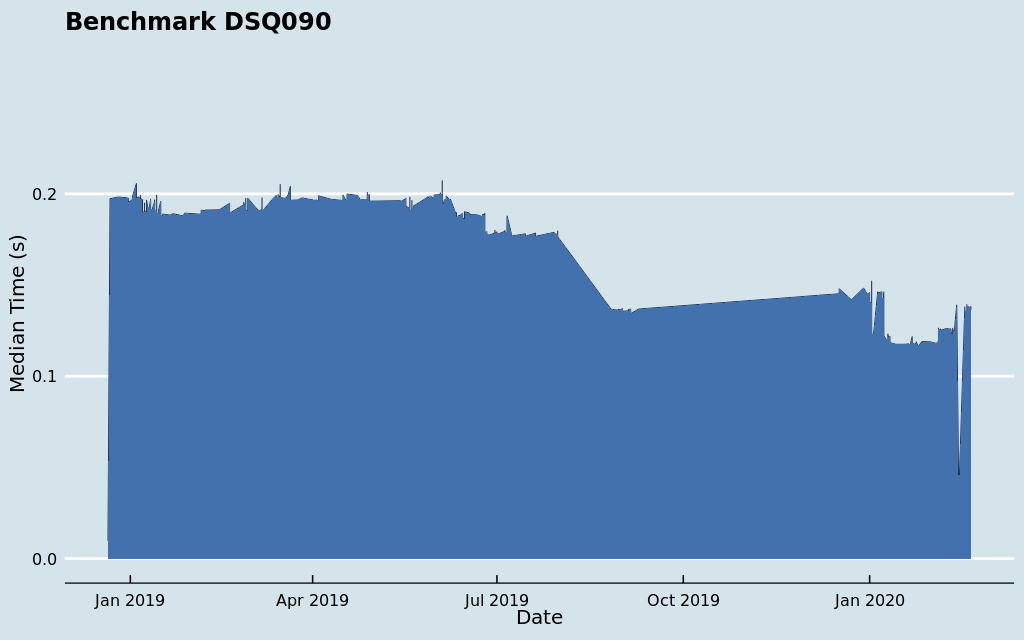 Benchmark DSQ090
Median Time (s)
0.2
0.1
0.0
Jan 2019
Apr 2019
Jul 2019
Oct 2019
Jan 2020
Date